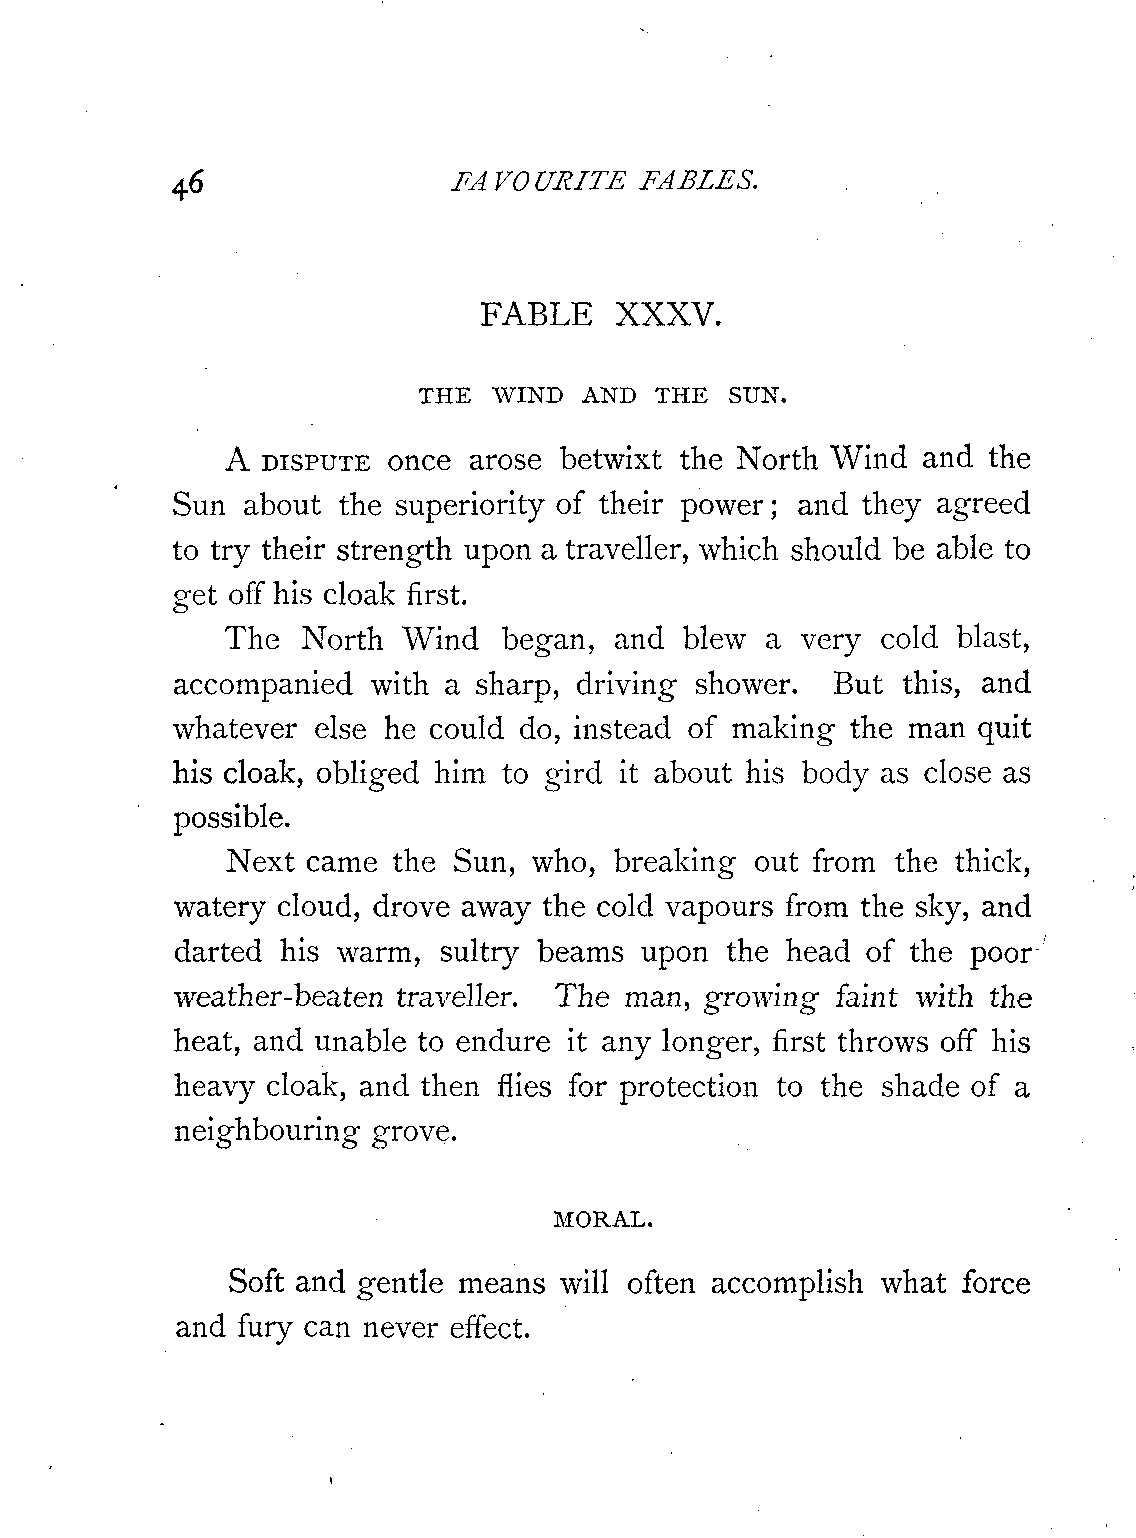 46 FAVOURITE FABLES.
FABLE XXXV.
THE WIND AND THE SUN.
A DISPUTE once arose betwixt the North Wind and the
Sun about the superiority of their power; and they agreed
to try their strength upon a traveller, which should be able to
get off his cloak first.
The North Wind began, and blew a very cold blast,
accompanied with a sharp, driving shower. But this, and
whatever else he could do, instead of making the man quit
his cloak, obliged him to gird it about his body as close as
possible.
Next came the Sun, who, breaking out from the thick,
watery cloud, drove away the cold vapours from the sky, and
darted his warm, sultry beams upon the head of the poor
weather-beaten traveller. The man, growing faint with the
heat, and unable to endure it any longer, first throws off his
heavy cloak, and then flies for protection to the shade of a
neighbouring grove.
MORAL.
Soft and gentle means will often accomplish what force
and fury can never effect.